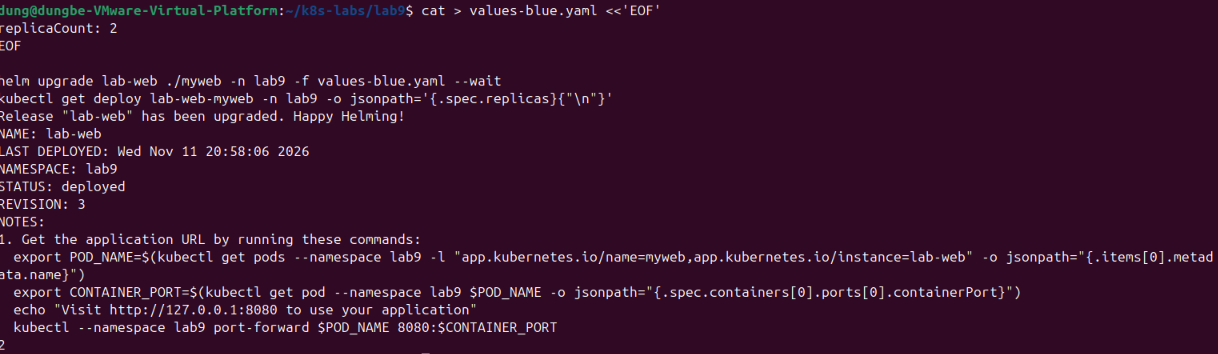 dung@dungbe-VMware-Virtual-Platform:~/k8s-labs/lab9$ cat > values-blue.yaml <<'EOF'
replicaCount: 2
EOF

helm upgrade lab-web ./myweb -n lab9 -f values-blue.yaml --wait
kubectl get deploy lab-web-myweb -n lab9 -o jsonpath='{.spec.replicas}{"\n"}'
Release "lab-web" has been upgraded. Happy Helming!
NAME: lab-web
LAST DEPLOYED: Wed Nov 11 20:58:06 2026
NAMESPACE: lab9
STATUS: deployed
REVISION: 3
NOTES:
1. Get the application URL by running these commands:
  export POD_NAME=$(kubectl get pods --namespace lab9 -l "app.kubernetes.io/name=myweb,app.kubernetes.io/instance=lab-web" -o jsonpath="{.items[0].metad
ata.name}")
  export CONTAINER_PORT=$(kubectl get pod --namespace lab9 $POD_NAME -o jsonpath="{.spec.containers[0].ports[0].containerPort}")
  echo "Visit http://127.0.0.1:8080 to use your application"
  kubectl --namespace lab9 port-forward $POD_NAME 8080:$CONTAINER_PORT
2